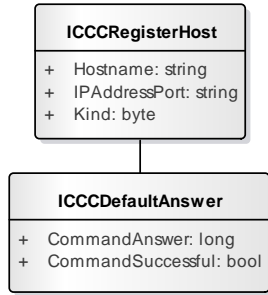 ICCCRegisterHost
+ Hostname: string
+ IPAddressPort: string
+ Kind: byte
ICCCDefaultAnswer
+ CommandAnswer: long
+ CommandSuccessful: bool